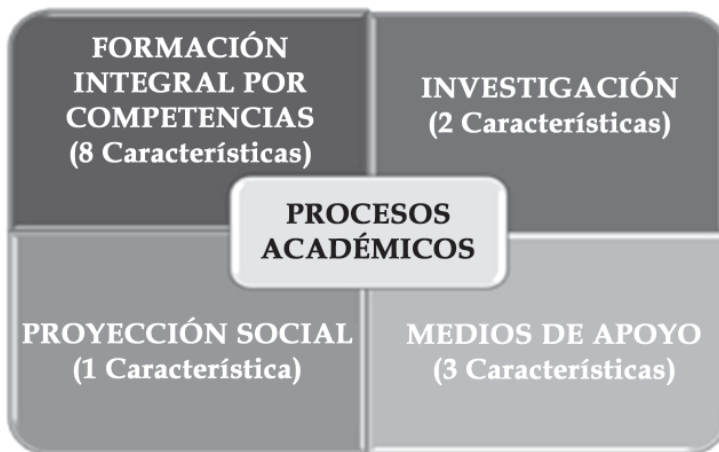 FORMACIÓN
INTEGRAL POR
COMPETENCIAS
(8 Características)
INVESTIGACIÓN
(2 Características)
PROCESOS
ACADÉMICOS
PROYECCIÓN SOCIAL
(1 Característica)
MEDIOS DE APOYO
(3 Características)